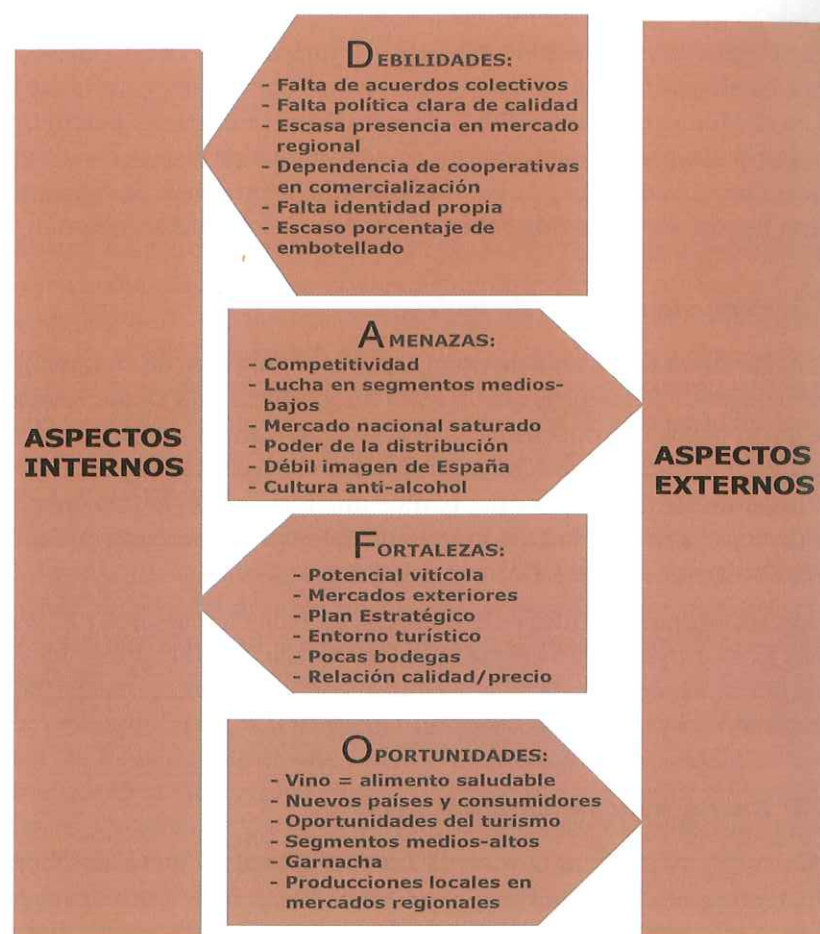 DEBILIDADES:
- Falta de acuerdos colectivos
- Falta política clara de calidad
- Escasa presencia en mercado
regional
- Dependencia de cooperativas
en comercialización
- Falta identidad propia
- Escaso porcentaje de
embotellado
AMENAZAS:
- Competitividad
- Lucha en segmentos medios-
bajos
- Mercado nacional saturado
- Poder de la distribución
- Débil imagen de España
- Cultura anti-alcohol
ASPECTOS
INTERNOS
ASPECTOS
EXTERNOS
FORTALEZAS:
- Potencial vitícola
- Mercados exteriores
- Plan Estratégico
- Entorno turístico
- Pocas bodegas
- Relación calidad/precio
OPORTUNIDADES:
- Vino = alimento saludable
- Nuevos países y consumidores
- Oportunidades del turismo
- Segmentos medios-altos
- Garnacha
- Producciones locales en
mercados regionales